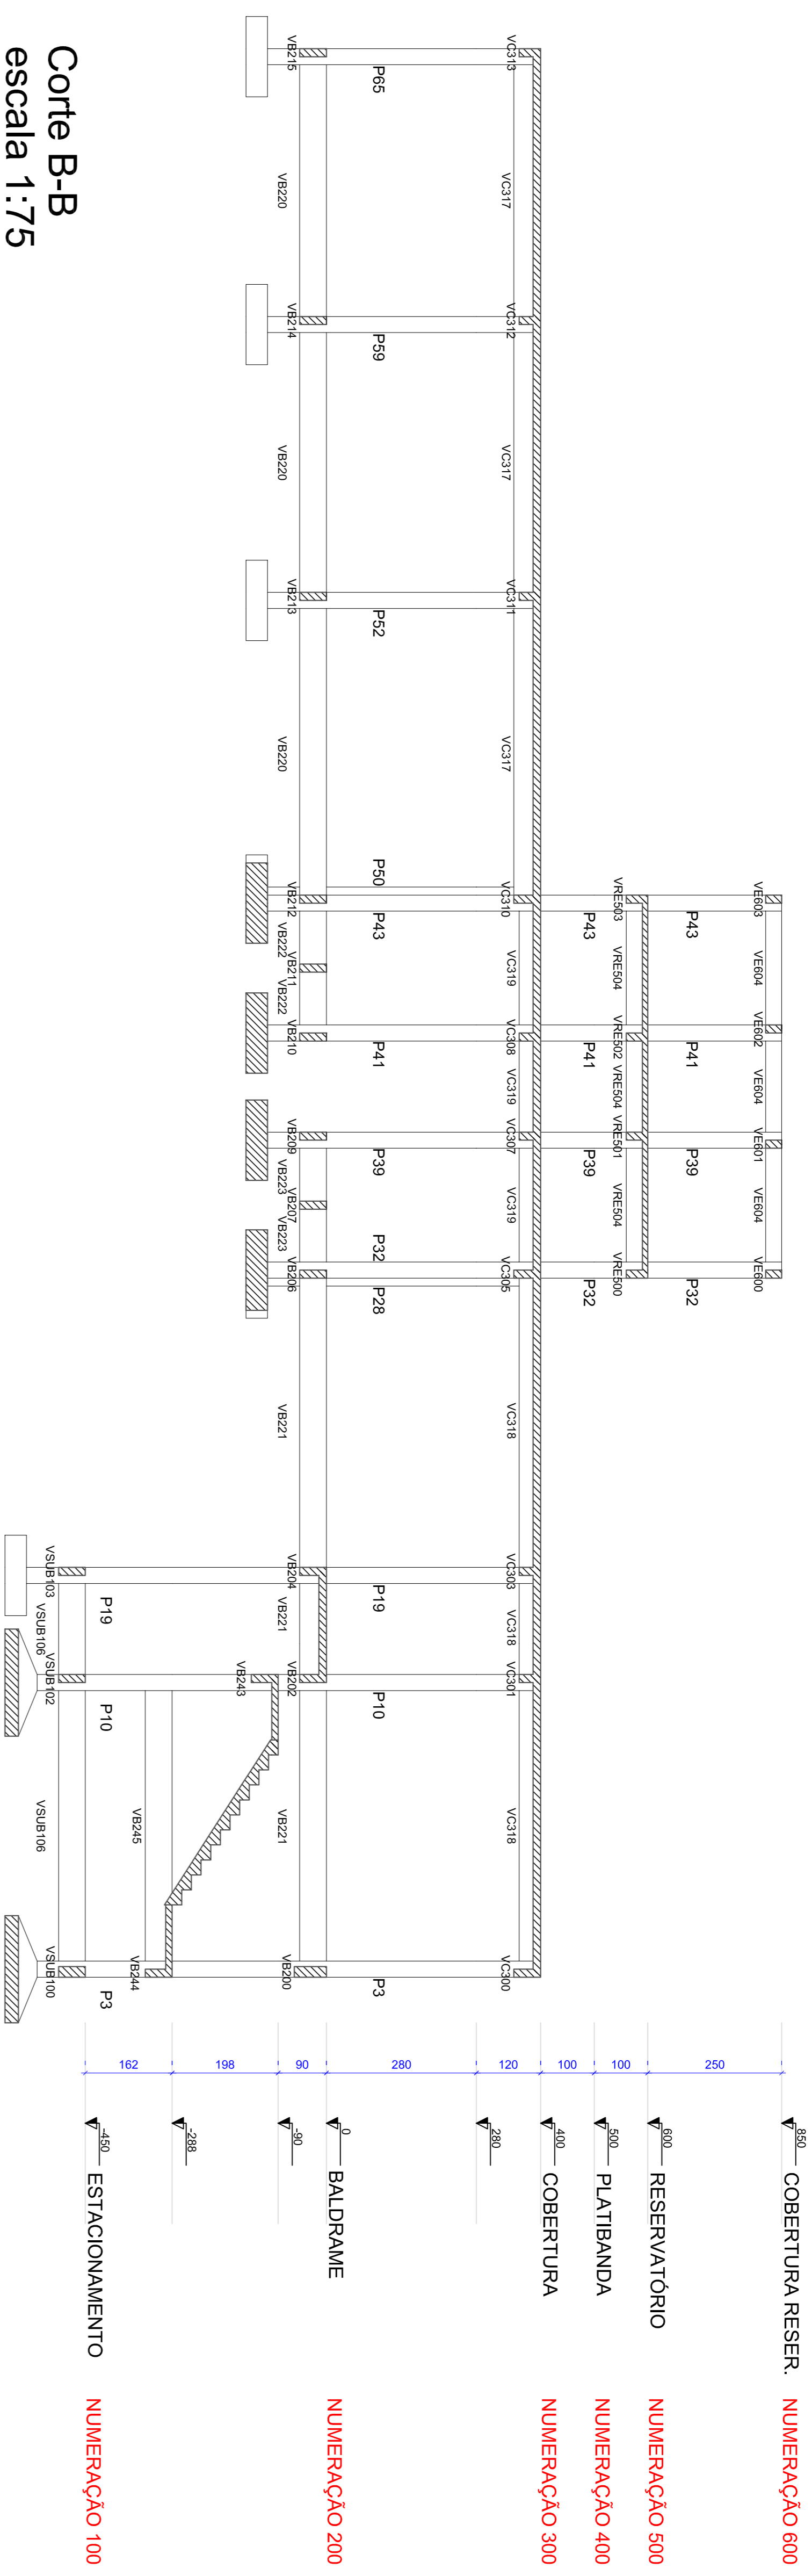 850 COBERTURA RESER. NUMERAÇÃO 600
VE603 VE604 VE602 VE604 VE601 VE604 VE600
250
P43 P41 P39 P32
600 RESERVATÓRIO NUMERAÇÃO 500
VRE503 VRE504 VRE502 VRE504 VRE501 VRE504 VRE500
100
500 PLATIBANDA NUMERAÇÃO 400
P43 P41 P39 P32
100
400 COBERTURA NUMERAÇÃO 300
VC313 VC317 VC312 VC317 VC311 VC317 VC310 VC319 VC308 VC319 VC307 VC319 VC305 VC318 VC303 VC318 VC301 VC318 VC300
120
280
280
P65 P59 P52 P50 P43 P41 P39 P32 P28 P19 P10 P3
0 BALDRAME NUMERAÇÃO 200
VB215 VB220 VB214 VB220 VB213 VB220 VB212 VB222 VB211 VB222 VB210 VB209 VB223 VB207 VB223 VB206 VB221 VB204 VB221 VB202 VB221 VB200
90
-90
VB243
198
-288
VB245 VB244
162
P19 P10 P3
-450 ESTACIONAMENTO NUMERAÇÃO 100
VSUB103 VSUB106 VSUB102 VSUB106 VSUB100
Corte B-B
escala 1:75